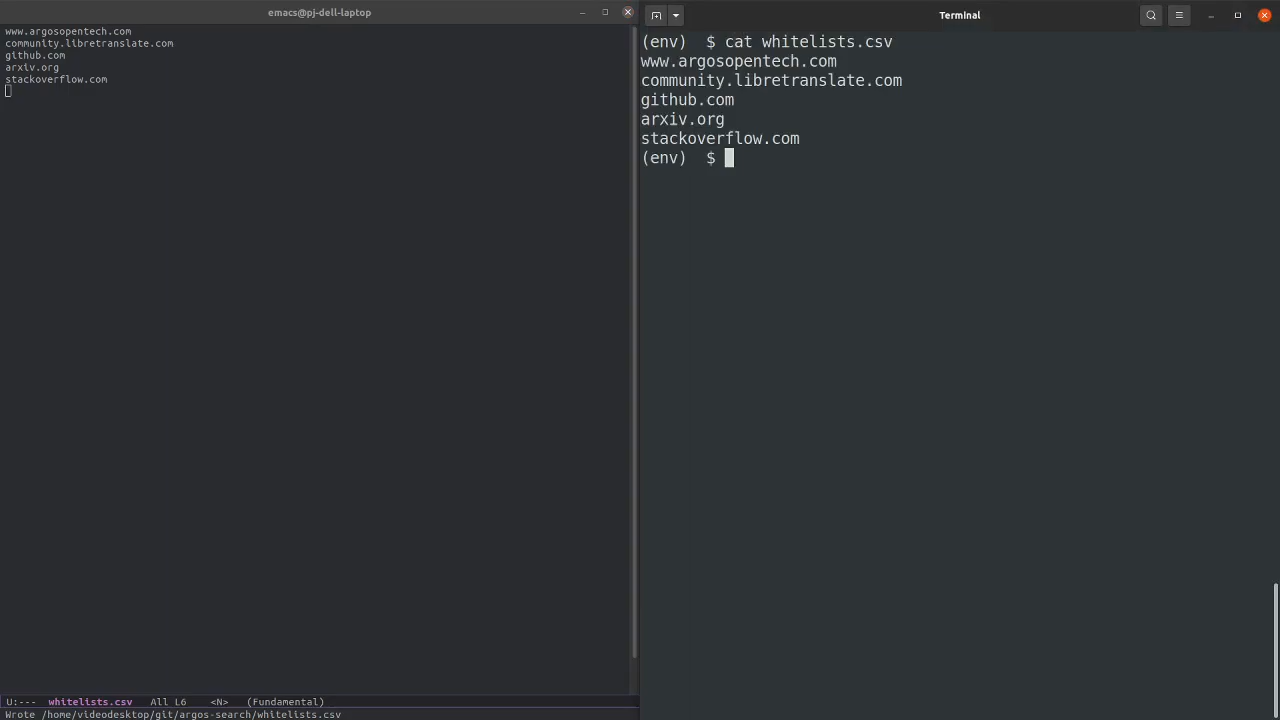 emacs@pj-dell-laptop
www.argosopentech.com
community.libretranslate.com
github.com
arxiv.org
stackoverflow.com
U:--- whitelists.csv All L6 <N> (Fundamental)
Wrote /home/videodesktop/git/argos-search/whitelists.csv
Terminal
(env) $ cat whitelists.csv
www.argosopentech.com
community.libretranslate.com
github.com
arxiv.org
stackoverflow.com
(env) $